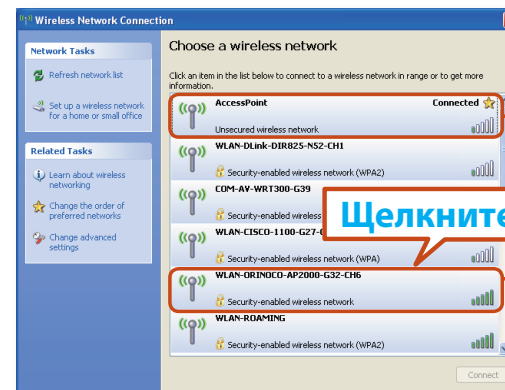 Wireless Network Connection
Network Tasks
Refresh network list
Set up a wireless network
for a home or small office
Related Tasks
Learn about wireless
networking
Change the order of
preferred networks
Change advanced
settings
Choose a wireless network
Click an item in the list below to connect to a wireless network in range or to get more
information.
AccessPoint Connected
Unsecured wireless network
WLAN-DLink-DIR825-N52-CH1
Security-enabled wireless network (WPA2)
COM-AV-WRT300-G39
Security-enabled wireless
Щелкните
WLAN-CISCO-1100-G27-
Security-enabled wireless network (WPA)
WLAN-ORINOCO-AP2000-G32-CH6
Security-enabled wireless network
WLAN-ROAMING
Security-enabled wireless network (WPA2)
Connect